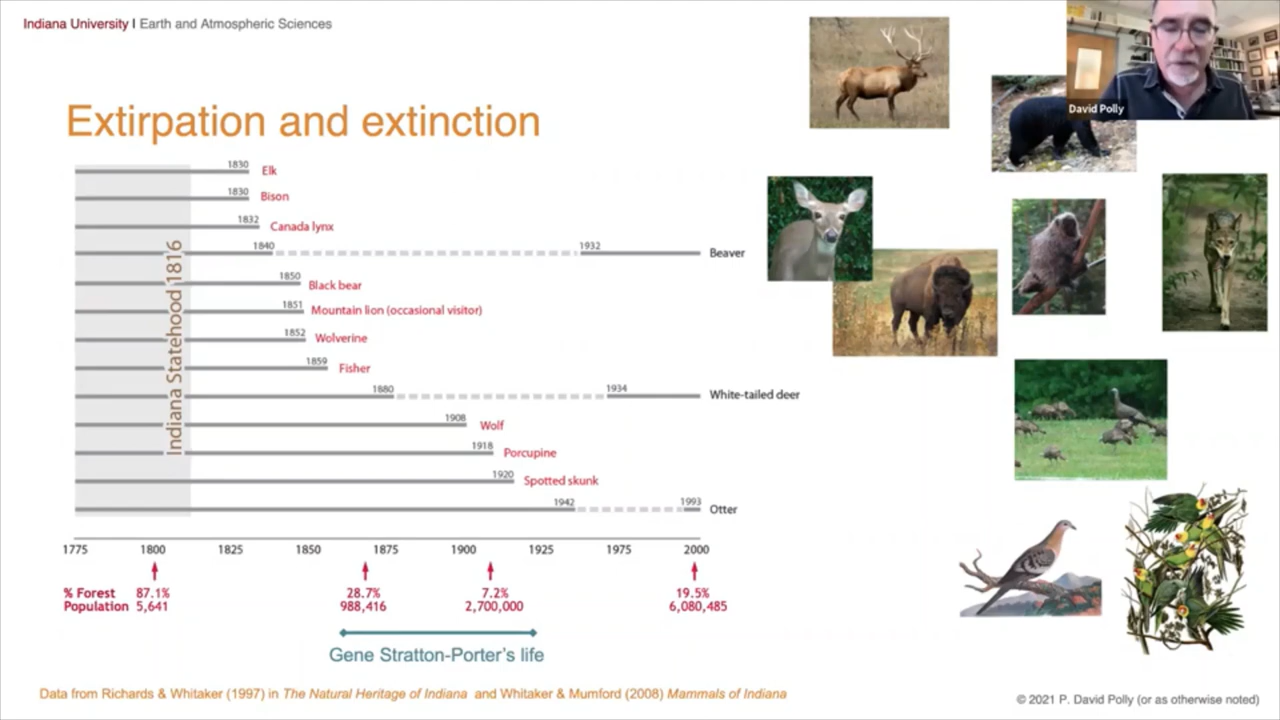 Indiana University I Earth and Atmospheric Sciences
David Polly
Extirpation and extinction
1830 Elk
1830 Bison
1832 Canada lynx
1840 1932 Beaver
1850 Black bear
1851 Mountain lion (occasional visitor)
1852 Wolverine
1859 Fisher
1880 1934 White-tailed deer
1908 Wolf
1918 Porcupine
1920 Spotted skunk
1942 1993 Otter
Indiana Statehood 1816
1775 1800 1825 1850 1875 1900 1925 1975 2000
% Forest 87.1% 28.7% 7.2% 19.5%
Population 5,641 988,416 2,700,000 6,080,485
Gene Stratton-Porter's life
Data from Richards & Whitaker (1997) in The Natural Heritage of Indiana and Whitaker & Mumford (2008) Mammals of Indiana
© 2021 P. David Polly (or as otherwise noted)